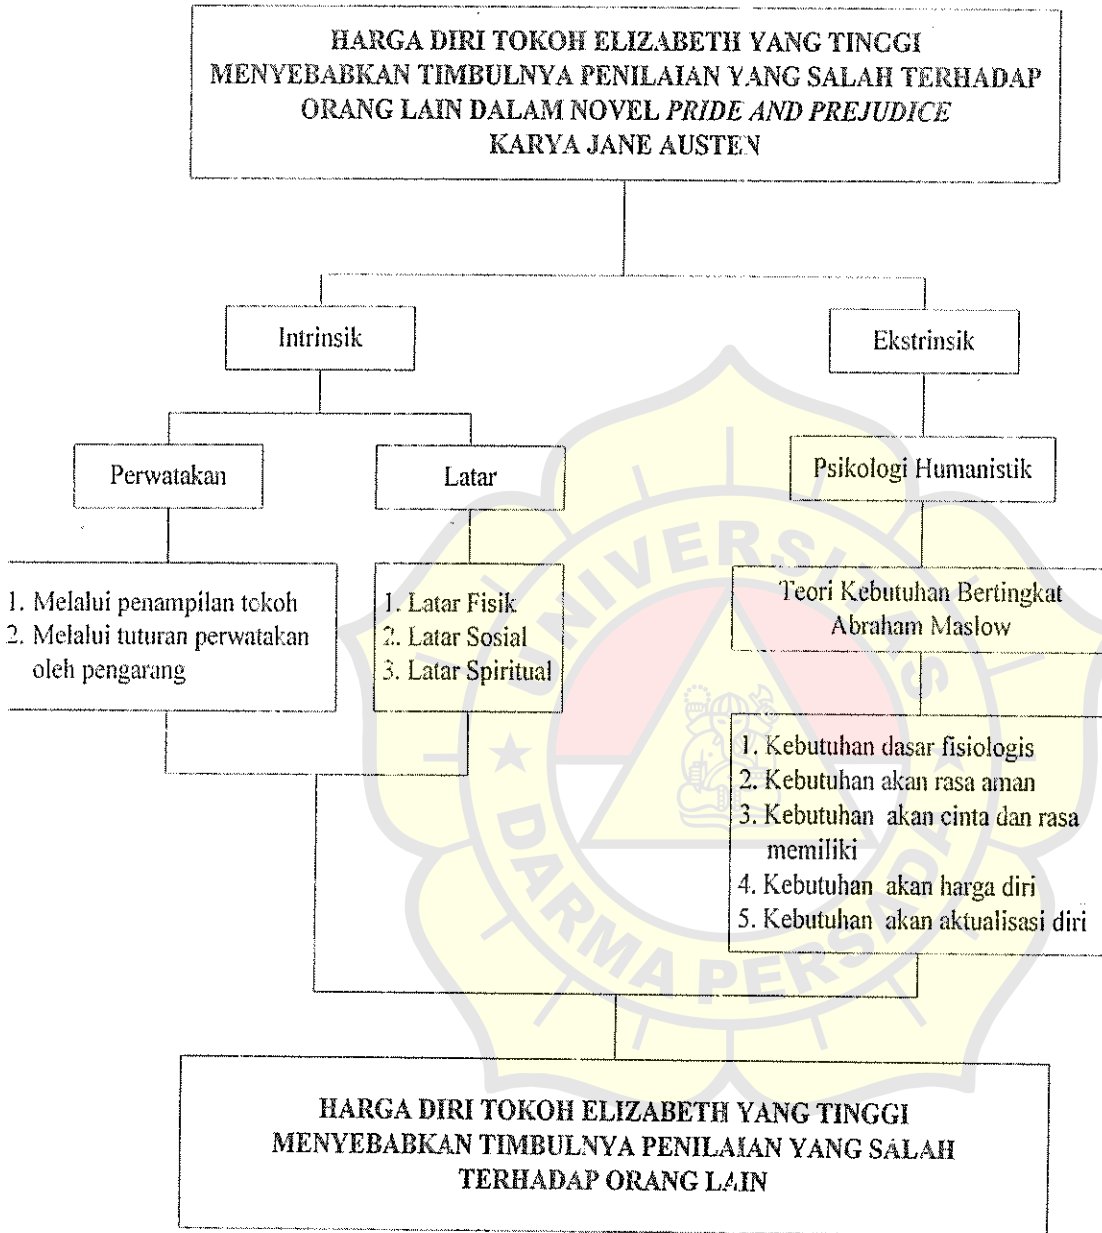 HARGA DIRI TOKOH ELIZABETH YANG TINGGI
MENYEBABKAN TIMBULNYA PENILAIAN YANG SALAH TERHADAP
ORANG LAIN DALAM NOVEL PRIDE AND PREJUDICE
KARYA JANE AUSTEN
Intrinsik
Ekstrinsik
Perwatakan
Latar
Psikologi Humanistik
1. Melalui penampilan tokoh
2. Melalui tuturan perwatakan
oleh pengarang
1. Latar Fisik
2. Latar Sosial
3. Latar Spiritual
Teori Kebutuhan Bertingkat
Abraham Maslow
1. Kebutuhan dasar fisiologis
2. Kebutuhan akan rasa aman
3. Kebutuhan akan cinta dan rasa
memiliki
4. Kebutuhan akan harga diri
5. Kebutuhan akan aktualisasi diri
UNIVERSITAS
DARMA PERSADA
HARGA DIRI TOKOH ELIZABETH YANG TINGGI
MENYEBABKAN TIMBULNYA PENILAIAN YANG SALAH
TERHADAP ORANG LAIN